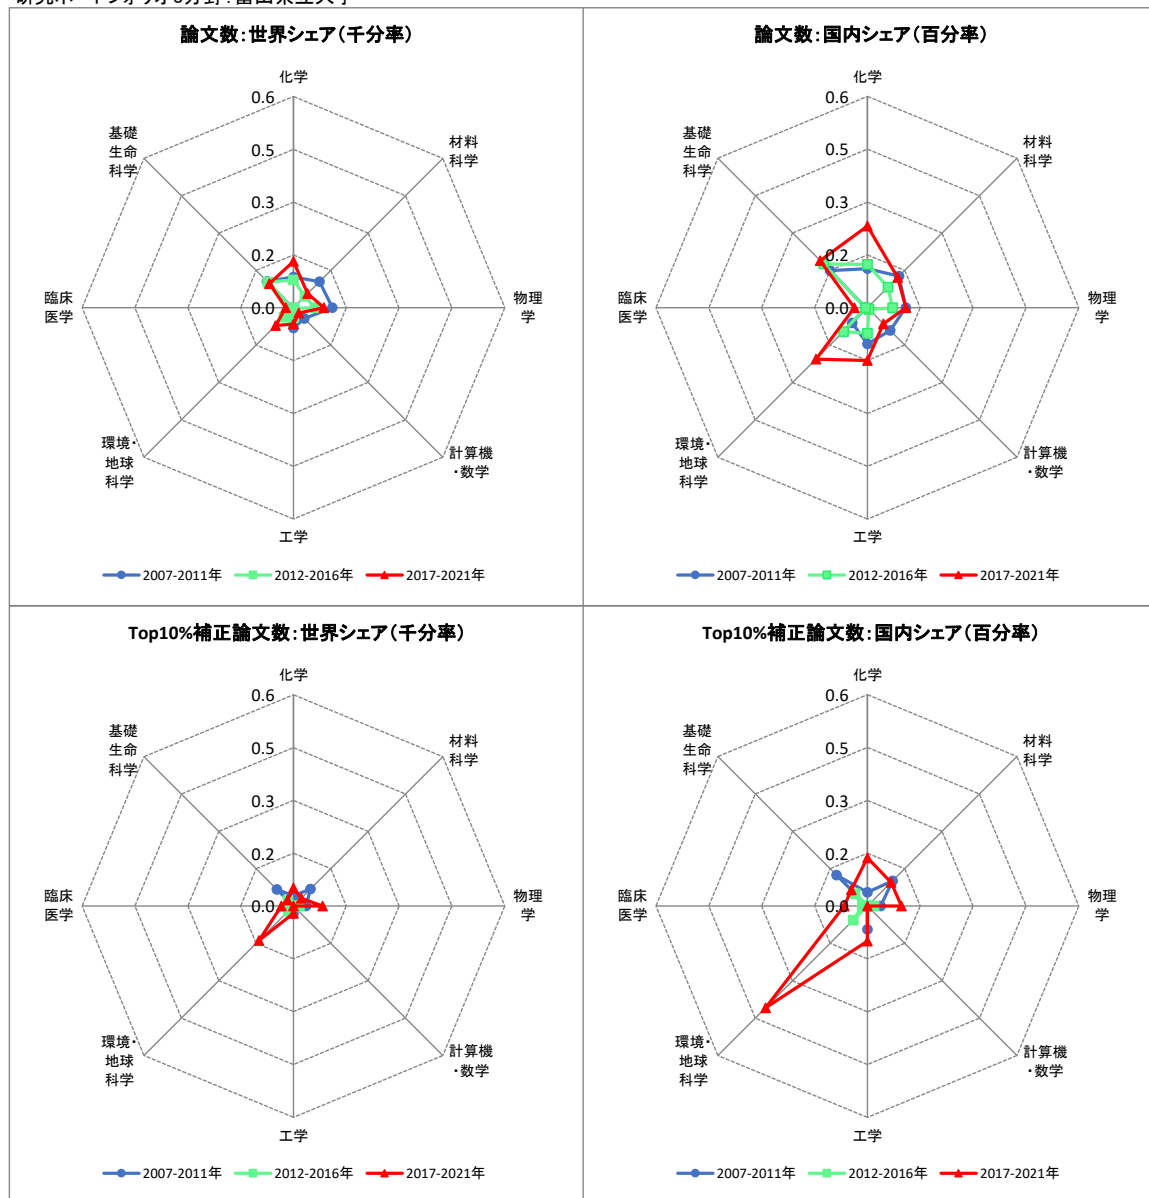 論文数：世界シェア（千分率）
化学
0.6
0.5
0.3
0.2
0.0
材料
科学
物理
学
計算機
・数学
工学
環境・
地球
科学
臨床
医学
基礎
生命
科学
2007-2011年 2012-2016年 2017-2021年
論文数：国内シェア（百分率）
化学
0.6
0.5
0.3
0.2
0.0
材料
科学
物理
学
計算機
・数学
工学
環境・
地球
科学
臨床
医学
基礎
生命
科学
2007-2011年 2012-2016年 2017-2021年
Top10%補正論文数：世界シェア（千分率）
化学
0.6
0.5
0.3
0.2
0.0
材料
科学
物理
学
計算機
・数学
工学
環境・
地球
科学
臨床
医学
基礎
生命
科学
2007-2011年 2012-2016年 2017-2021年
Top10%補正論文数：国内シェア（百分率）
化学
0.6
0.5
0.3
0.2
0.0
材料
科学
物理
学
計算機
・数学
工学
環境・
地球
科学
臨床
医学
基礎
生命
科学
2007-2011年 2012-2016年 2017-2021年